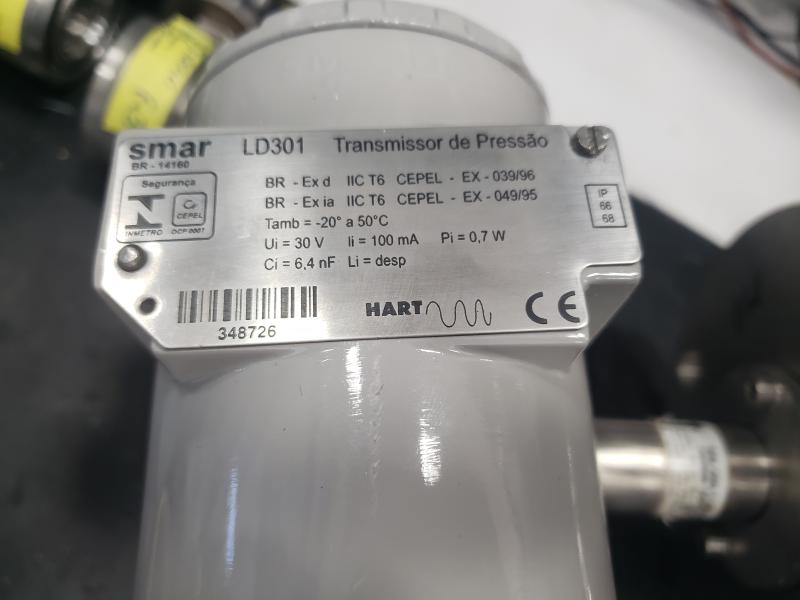 smar LD301 Transmissor de Pressão
BR - 14160
Segurança
CEPEL
INMETRO OCP 0007
BR - Ex d IIC T6 CEPEL - EX - 039/96
BR - Ex ia IIC T6 CEPEL - EX - 049/95
Tamb = -20° a 50°C
Ui = 30 V Ii = 100 mA Pi = 0,7 W
Ci = 6,4 nF Li = desp
IP
66
68
348726
HART CE